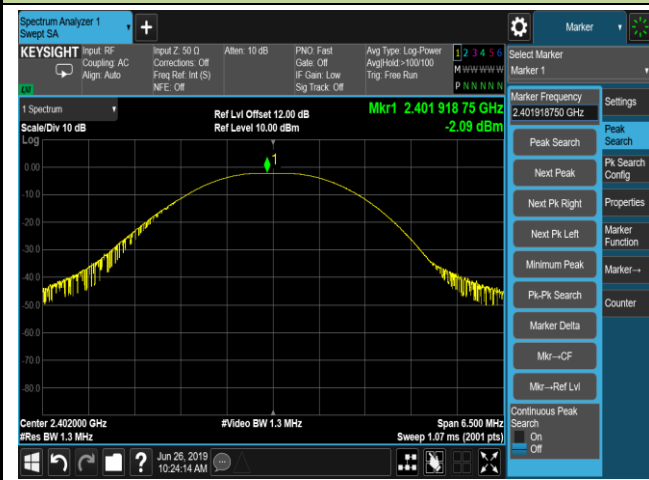 Spectrum Analyzer 1
Swept SA
+
Marker
KEYSIGHT
Input: RF
Coupling: AC
Align: Auto
Input Z: 50 Ω
Corrections: Off
Freq Ref: Int (S)
NFE: Off
Atten: 10 dB
PNO: Fast
Gate: Off
IF Gain: Low
Sig Track: Off
Avg Type: Log-Power
Avg|Hold:>100/100
Trig: Free Run
1 2 3 4 5 6
M W W W W W
P N N N N N
Select Marker
Marker 1
1 Spectrum
Scale/Div 10 dB
Log
Ref Lvl Offset 12.00 dB
Ref Level 10.00 dBm
Mkr1 2.401 918 75 GHz
-2.09 dBm
1
0.00
-10.0
-20.0
-30.0
-40.0
-50.0
-60.0
-70.0
-80.0
Center 2.402000 GHz
#Res BW 1.3 MHz
#Video BW 1.3 MHz
Span 6.500 MHz
Sweep 1.07 ms (2001 pts)
Marker Frequency
2.401918750 GHz
Peak Search
Next Peak
Next Pk Right
Next Pk Left
Minimum Peak
Pk-Pk Search
Marker Delta
Mkr→CF
Mkr→Ref Lvl
Continuous Peak
Search
On
Off
Settings
Peak
Search
Pk Search
Config
Properties
Marker
Function
Marker→
Counter
?
Jun 26, 2019
10:24:14 AM